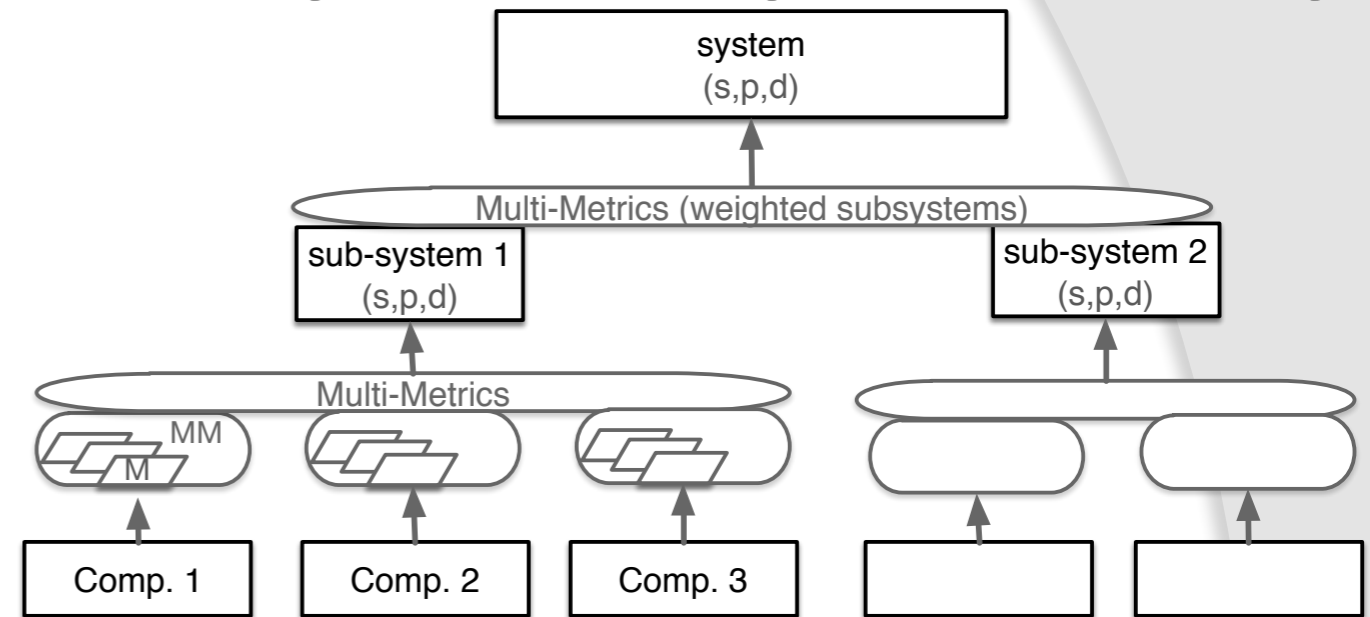 system
(s,p,d)
Multi-Metrics (weighted subsystems)
sub-system 1
(s,p,d)
sub-system 2
(s,p,d)
Multi-Metrics
MM
M
Comp. 1
Comp. 2
Comp. 3